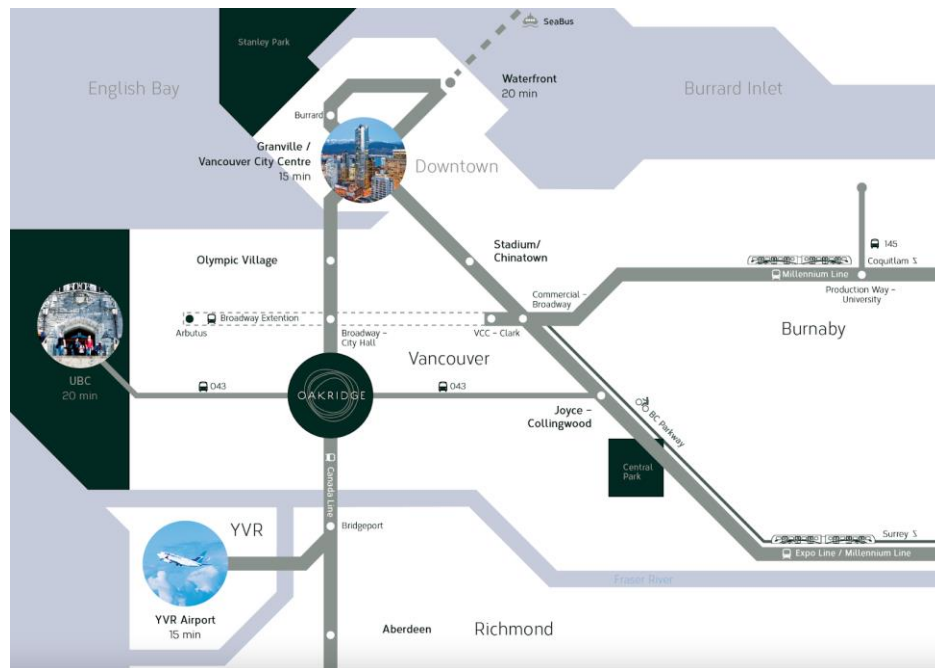 Stanley Park
SeaBus
English Bay
Waterfront
20 min
Burrard Inlet
Burrard
Granville /
Vancouver City Centre
15 min
Downtown
Olympic Village
Stadium/
Chinatown
145
Coquitlam
Millennium Line
Production Way –
University
Commercial –
Broadway
Broadway Extention
Arbutus
Broadway –
City Hall
VCC – Clark
Burnaby
Vancouver
UBC
20 min
043
OAKRIDGE
043
Joyce –
Collingwood
BC Parkway
Central
Park
Canada Line
YVR
Bridgeport
Surrey
Expo Line / Millennium Line
Fraser River
YVR Airport
15 min
Aberdeen
Richmond